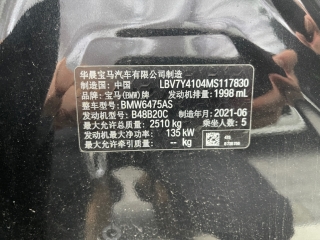 华晨宝马汽车有限公司制造
制造国: 中国 LBV7Y4104MS117830
品牌: 宝马(BMW)牌 发动机排量: 1998 mL
整车型号: BMW6475AS
发动机型号: B48B20C 制造年月: 2021-06
最大允许总质量: 2510 kg 乘坐人数: 5
发动机最大净功率: 135 kW
最大允许牵引质量: -- kg